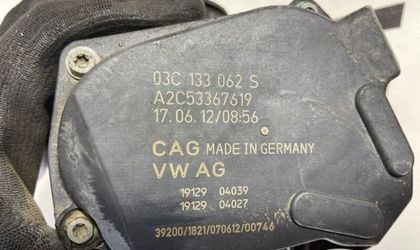 03C 133 062 S
A2C53367619
17.06.12/08:56
CAG MADE IN GERMANY
VW AG
19129 04039
19129 04027
39200/1821/070612/00746